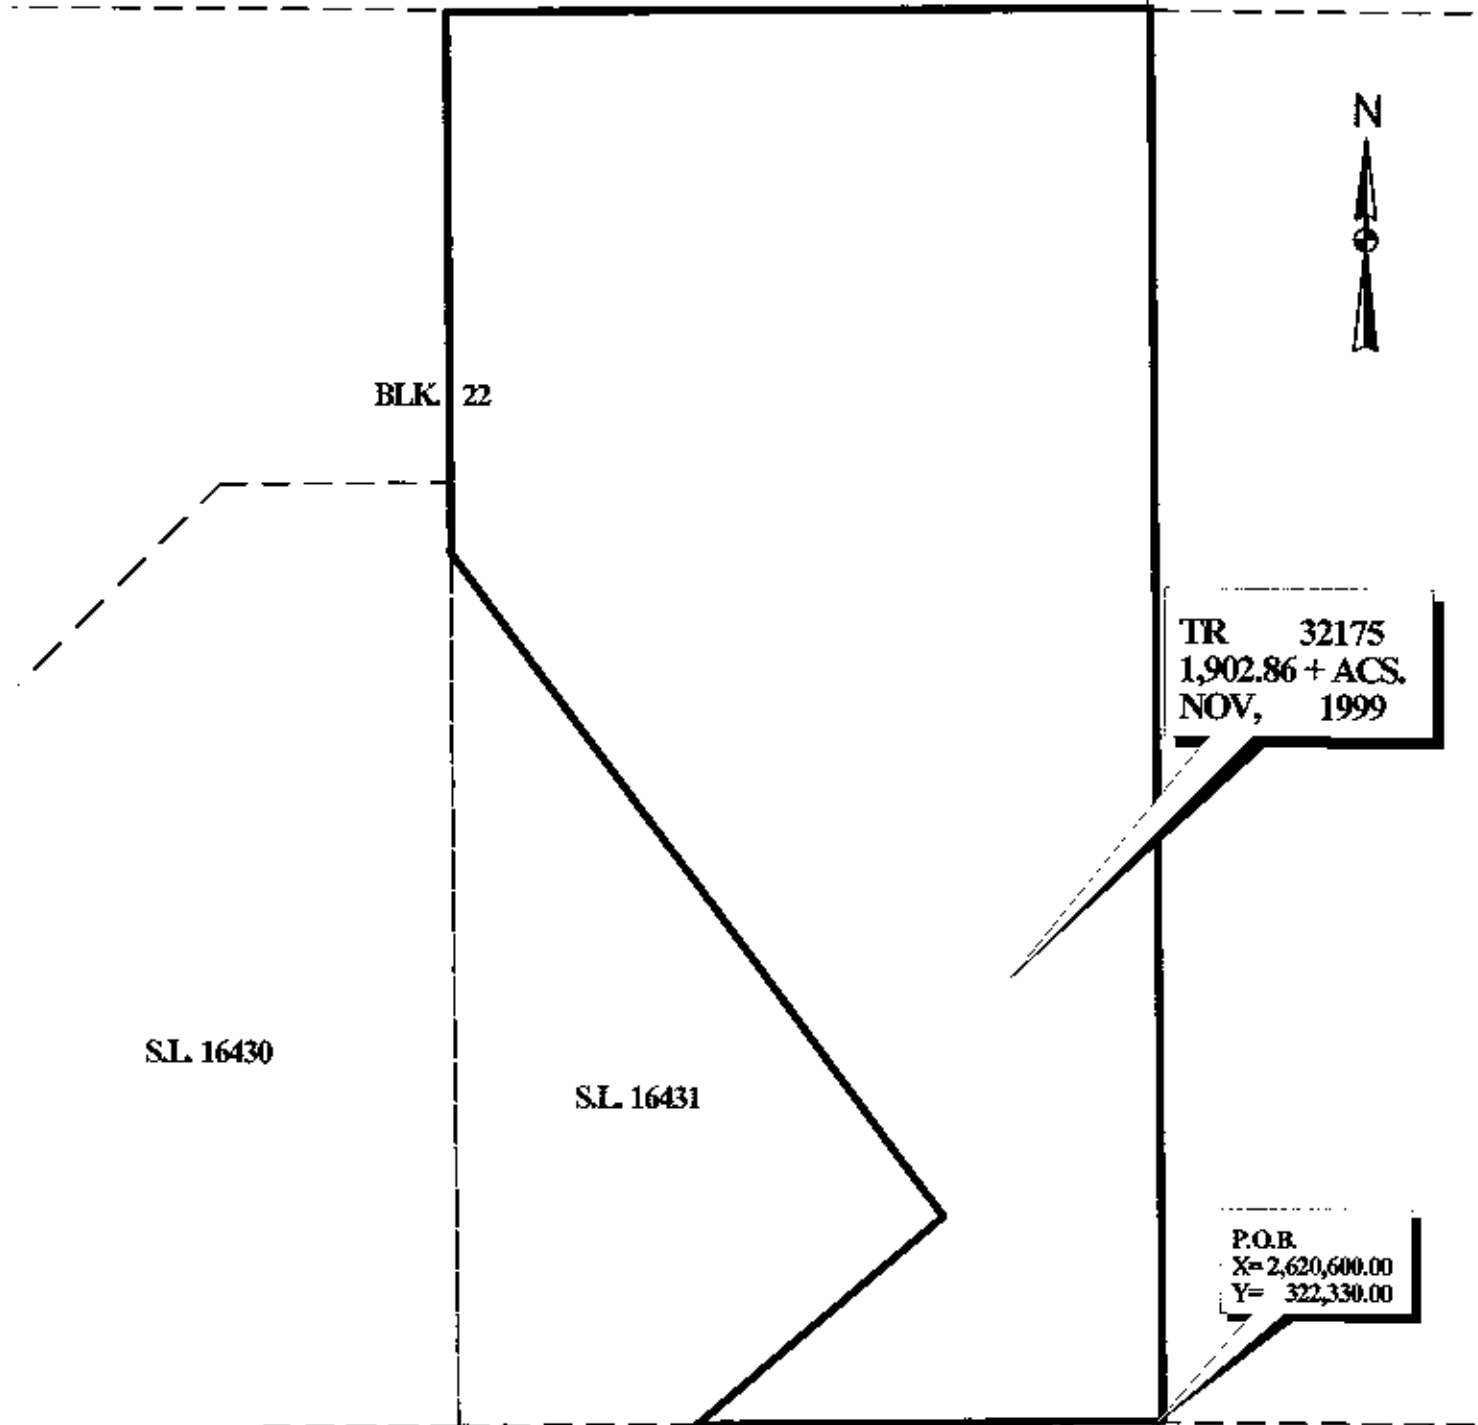 N
BLK. 22
TR 32175
1,902.86 + ACS.
NOV, 1999
S.L. 16430
S.L. 16431
P.O.B.
X= 2,620,600.00
Y= 322,330.00